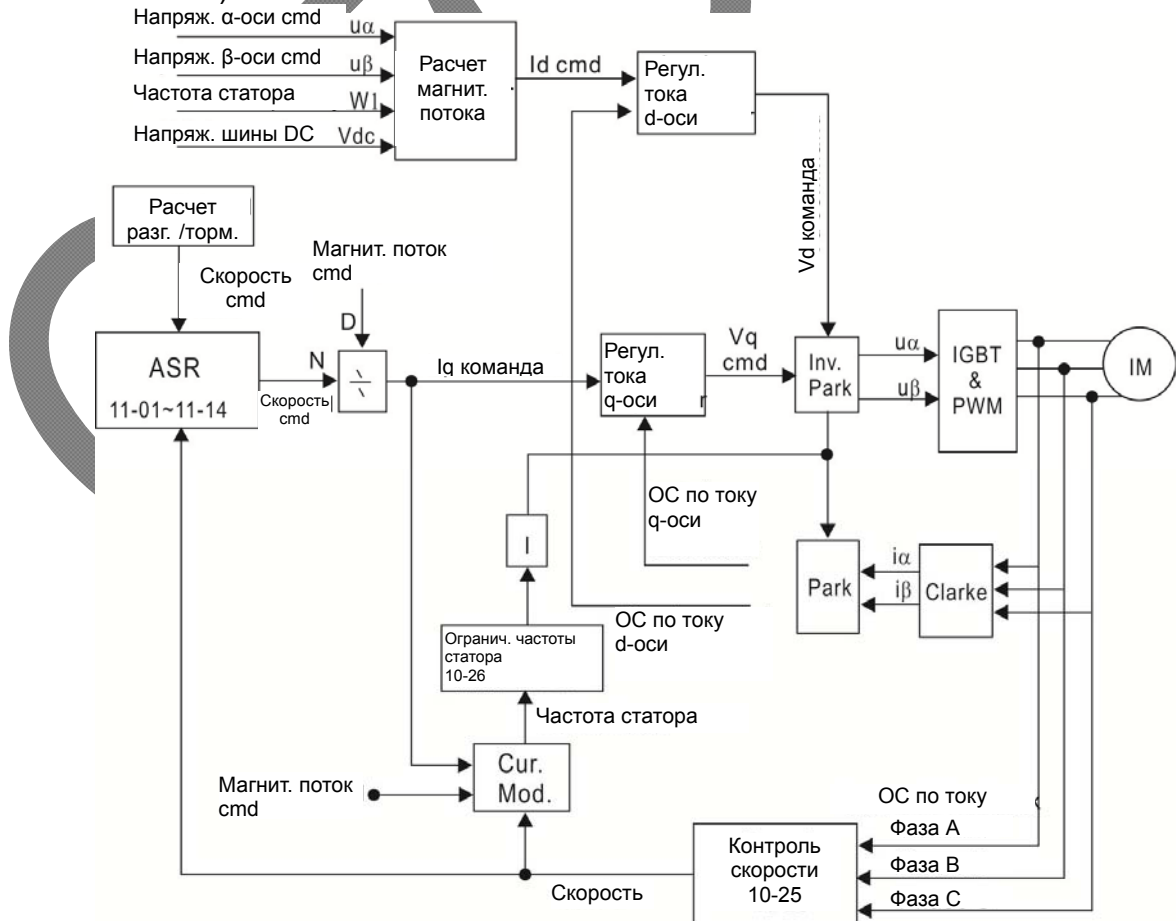 Напряж. α-оси cmd
uα
Напряж. β-оси cmd
uβ
Частота статора
W1
Напряж. шины DC
Vdc
Расчет
магнит.
потока
Id cmd
Регул.
тока
d-оси
Vd команда
Расчет
разг. /торм.
Скорость
cmd
Магнит. поток
cmd
D
ASR
11-01~11-14
N
Скорость
cmd
÷
Iq команда
Регул.
тока
q-оси
r
Vq
cmd
Inv.
Park
uα
uβ
IGBT
&
PWM
IM
ОС по току
q-оси
I
Park
iα
iβ
Clarke
ОС по току
d-оси
Огранич. частоты
статора
10-26
Частота статора
Cur.
Mod.
Магнит. поток
cmd
ОС по току
Фаза A
Фаза B
Фаза C
Контроль
скорости
10-25
Скорость